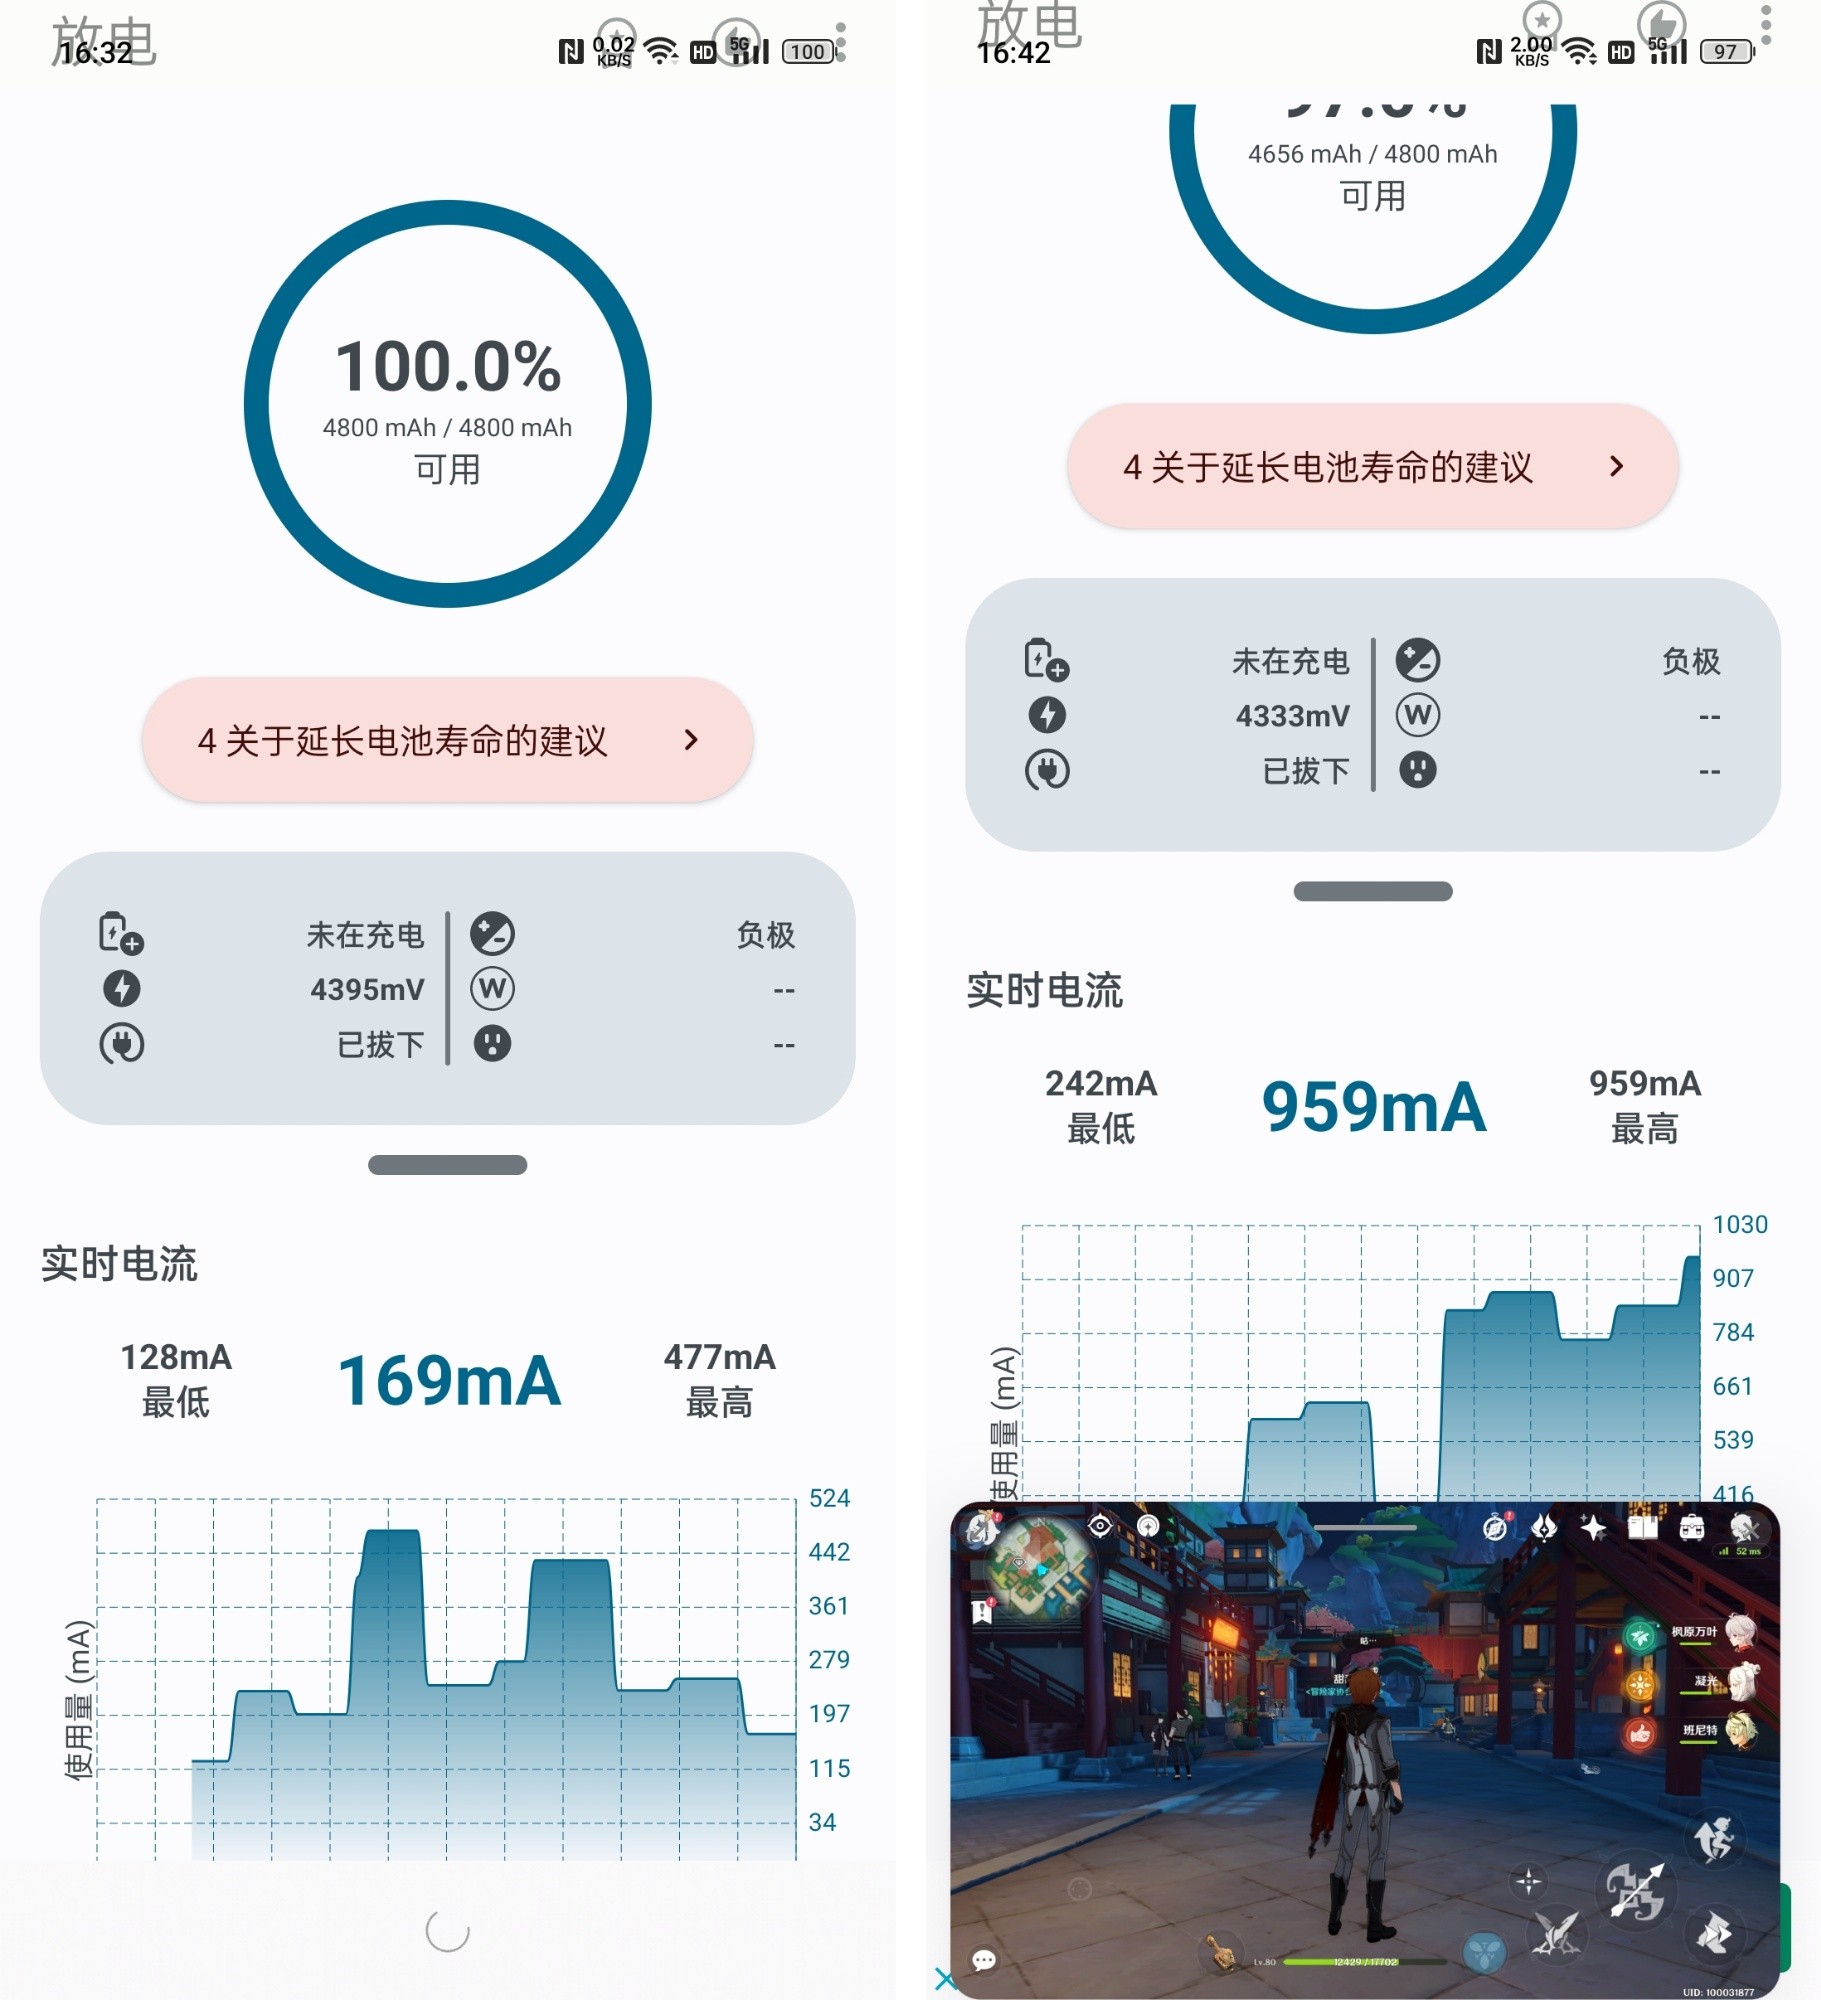 放电
16:32
0.02
KB/S
HD
5G
100
100.0%
4800 mAh / 4800 mAh
可用
4 关于延长电池寿命的建议
未在充电
负极
4395mV
W
--
已拔下
--
实时电流
128mA
最低
169mA
477mA
最高
使用量 (mA)
524
442
361
279
197
115
34
放电
16:42
2.00
KB/S
HD
5G
97
97.0%
4656 mAh / 4800 mAh
可用
4 关于延长电池寿命的建议
未在充电
负极
4333mV
W
--
已拔下
--
实时电流
242mA
最低
959mA
959mA
最高
使用量 (mA)
1030
907
784
661
539
416
52 ms
枫原万叶
凝光
班尼特
Lv.80
12429/17702
UID: 100031877